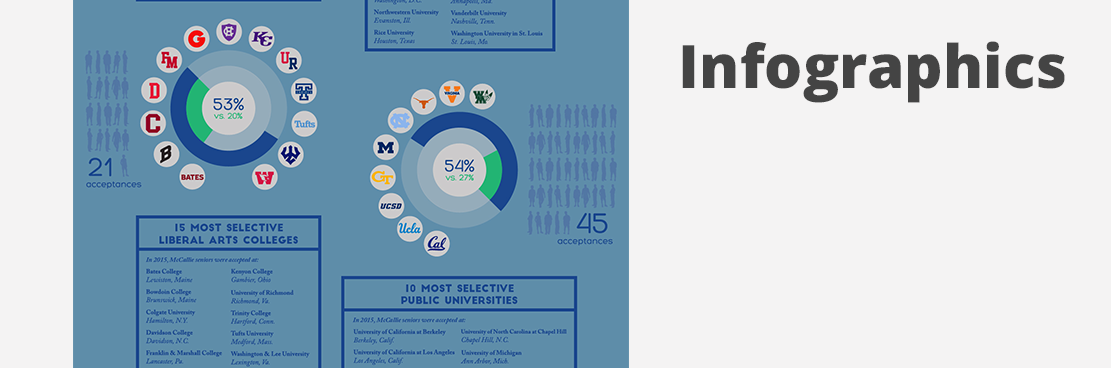 Washington, D.C.
Annapolis, Md.
Northwestern University
Evanston, Ill.
Vanderbilt University
Nashville, Tenn.
Rice University
Houston, Texas
Washington University in St. Louis
St. Louis, Mo
Infographics
G
KC
FM
UR
D
T
C
Tufts
B
BATES
W
53%
vs. 20%
21
acceptances
VIRGINIA
W
NC
M
GT
UCSD
Ucla
Cal
54%
vs. 27%
45
acceptances
15 MOST SELECTIVE
LIBERAL ARTS COLLEGES
In 2015, McCallie seniors were accepted at:
Bates College
Lewiston, Maine
Kenyon College
Gambier, Ohio
Bowdoin College
Brunswick, Maine
University of Richmond
Richmond, Va.
Colgate University
Hamilton, N.Y.
Trinity College
Hartford, Conn.
Davidson College
Davidson, N.C.
Tufts University
Medford, Mass.
Franklin & Marshall College
Lancaster, Pa.
Washington & Lee University
Lexington, Va.
10 MOST SELECTIVE
PUBLIC UNIVERSITIES
In 2015, McCallie seniors were accepted at:
University of California at Berkeley
Berkeley, Calif.
University of North Carolina at Chapel Hill
Chapel Hill, N.C.
University of California at Los Angeles
Los Angeles, Calif.
University of Michigan
Ann Arbor, Mich.